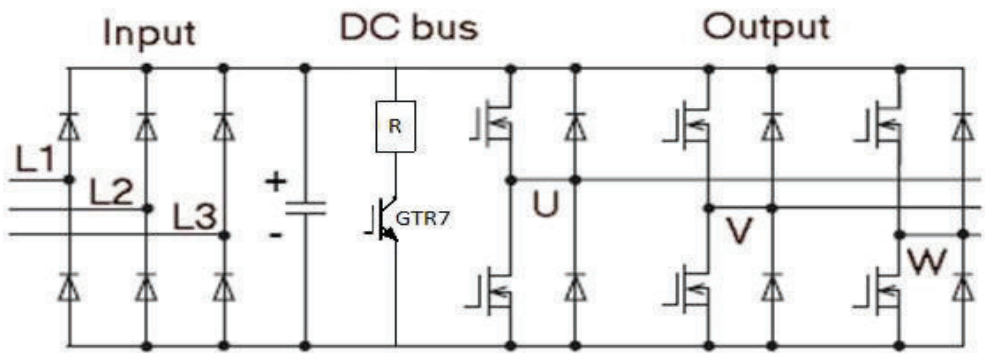 Input DC bus Output
R
L1
GTR7
L2
L3
+
-
U
V
W